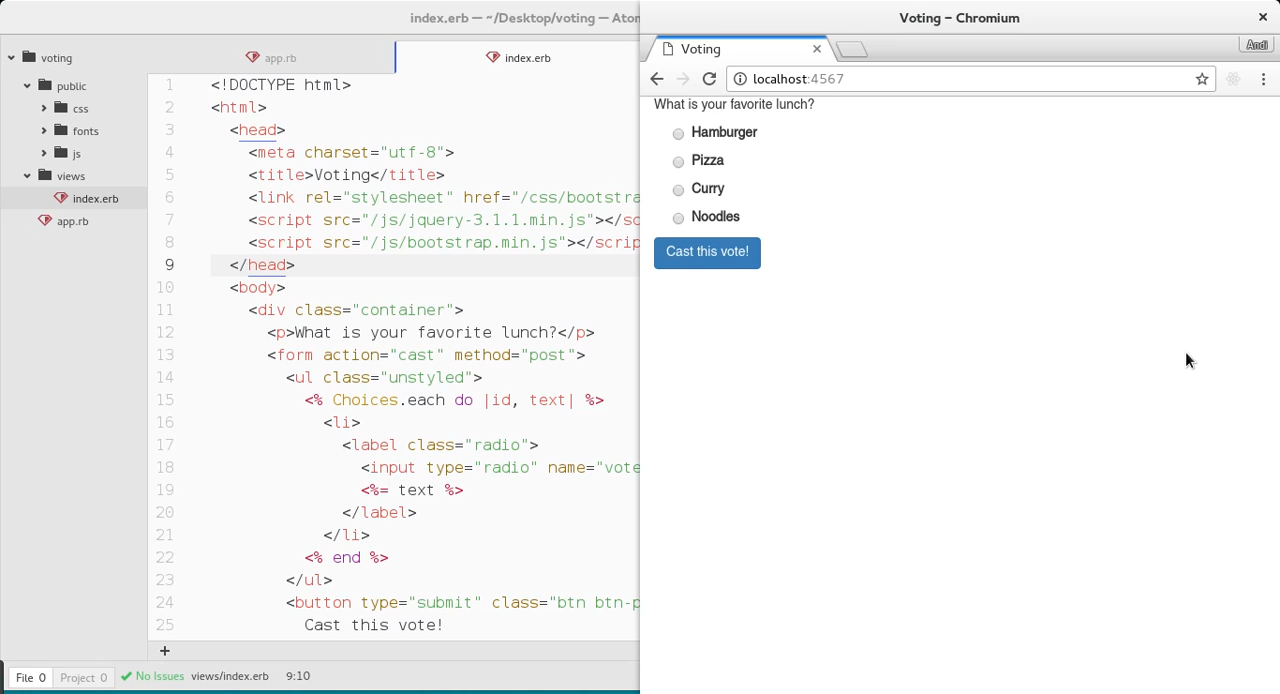 index.erb — ~/Desktop/voting — Atom
voting
public
css
fonts
js
views
index.erb
app.rb
app.rb
index.erb
1 <!DOCTYPE html>
2 <html>
3 <head>
4 <meta charset="utf-8">
5 <title>Voting</title>
6 <link rel="stylesheet" href="/css/bootstra
7 <script src="/js/jquery-3.1.1.min.js"></sc
8 <script src="/js/bootstrap.min.js"></scrip
9 </head>
10 <body>
11 <div class="container">
12 <p>What is your favorite lunch?</p>
13 <form action="cast" method="post">
14 <ul class="unstyled">
15 <% Choices.each do |id, text| %>
16 <li>
17 <label class="radio">
18 <input type="radio" name="vote
19 <%= text %>
20 </label>
21 </li>
22 <% end %>
23 </ul>
24 <button type="submit" class="btn btn-p
25 Cast this vote!
+
File 0 Project 0 No Issues views/index.erb 9:10
Voting – Chromium
Voting
Andi
localhost:4567
What is your favorite lunch?
Hamburger
Pizza
Curry
Noodles
Cast this vote!